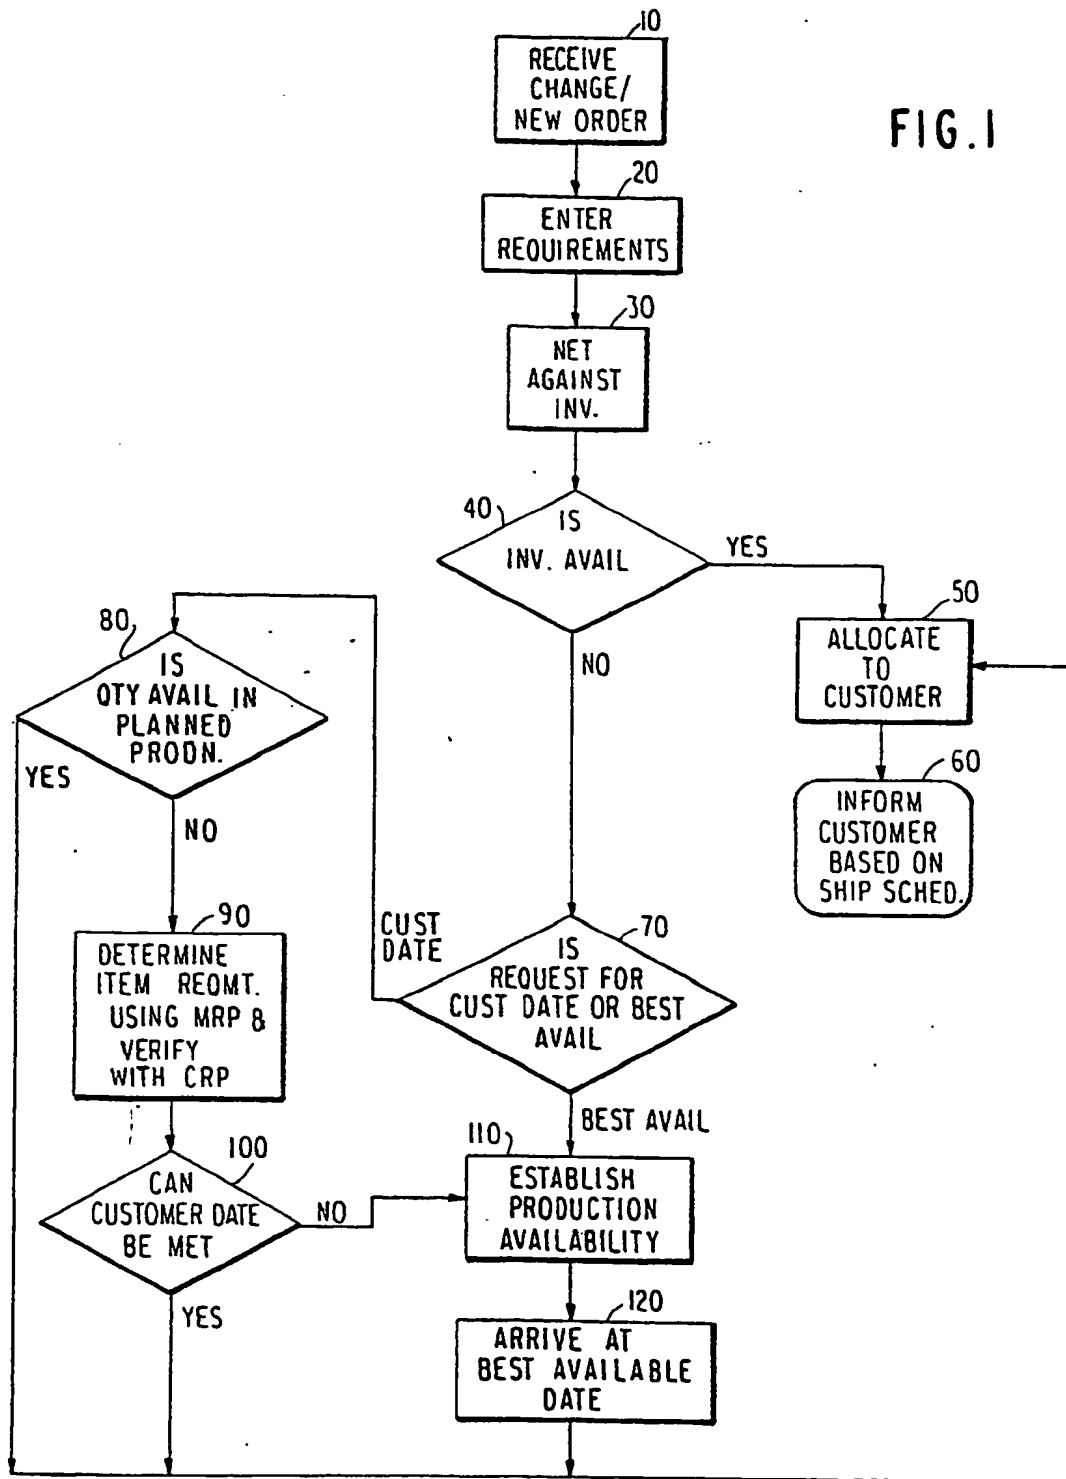 10
RECEIVE
CHANGE/
NEW ORDER
FIG.1
20
ENTER
REQUIREMENTS
30
NET
AGAINST
INV.
40
IS
INV. AVAIL
YES
NO
50
ALLOCATE
TO
CUSTOMER
60
INFORM
CUSTOMER
BASED ON
SHIP SCHED.
70
IS
REQUEST FOR
CUST DATE OR BEST
AVAIL
CUST
DATE
BEST AVAIL
80
IS
QTY AVAIL IN
PLANNED
PRODN.
YES
NO
90
DETERMINE
ITEM REQMT.
USING MRP &
VERIFY
WITH CRP
100
CAN
CUSTOMER DATE
BE MET
NO
YES
110
ESTABLISH
PRODUCTION
AVAILABILITY
120
ARRIVE AT
BEST AVAILABLE
DATE